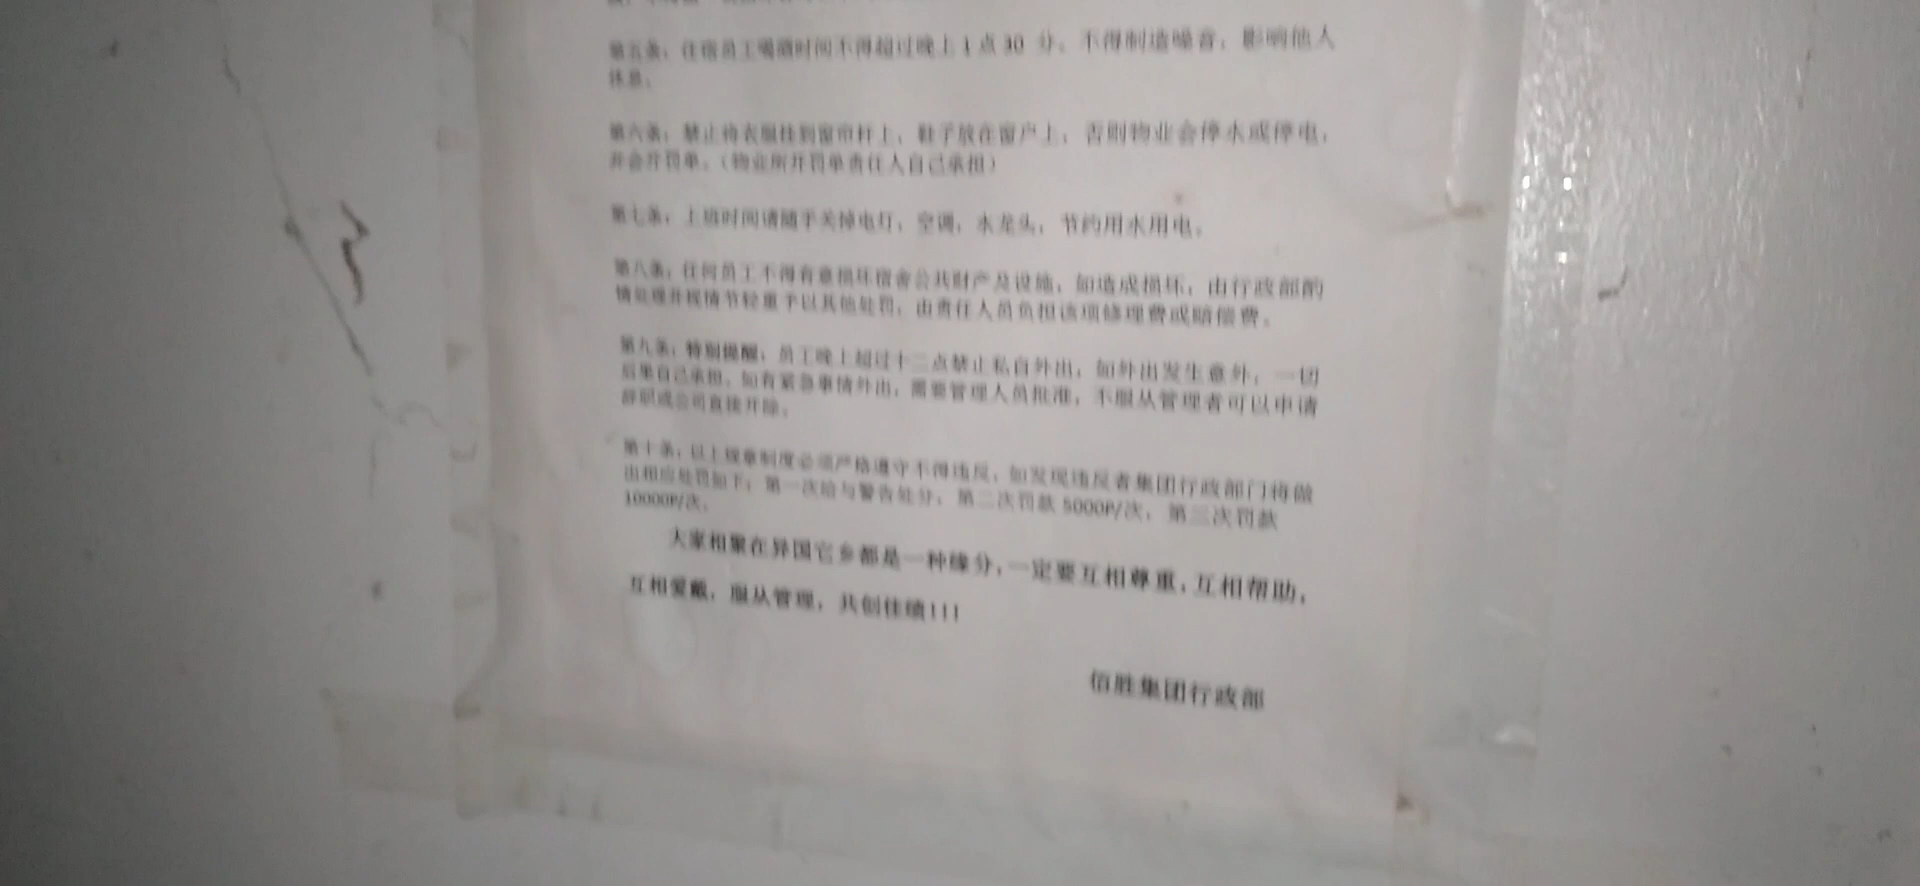 第五条：住宿员工喝酒时间不得超过晚上1点30 分，不得制造噪音，影响他人
休息。
第六条：禁止将衣服挂到窗帘杆上，鞋子放在窗户上，否则物业会停水或停电，
并会开罚单。（物业所开罚单责任人自己承担）
第七条：上班时间请随手关掉电灯，空调，水龙头，节约用水用电。
第八条：任何员工不得有意损坏宿舍公共财产及设施，如造成损坏，由行政部酌
情处理并视情节轻重予以其他处罚，由责任人员负担该项修理费或赔偿费。
第九条：特别提醒：员工晚上超过十二点禁止私自外出，如外出发生意外，一切
后果自己承担。如有紧急事情外出，需要管理人员批准，不服从管理者可以申请
辞职或公司直接开除。
第十条：以上规章制度必须严格遵守不得违反，如发现违反者集团行政部门将做
出相应处罚如下：第一次给与警告处分，第二次罚款 5000P/次，第三次罚款
10000P/次。
大家相聚在异国它乡都是一种缘分，一定要互相尊重，互相帮助，
互相爱戴，服从管理，共创佳绩!!!
佰胜集团行政部